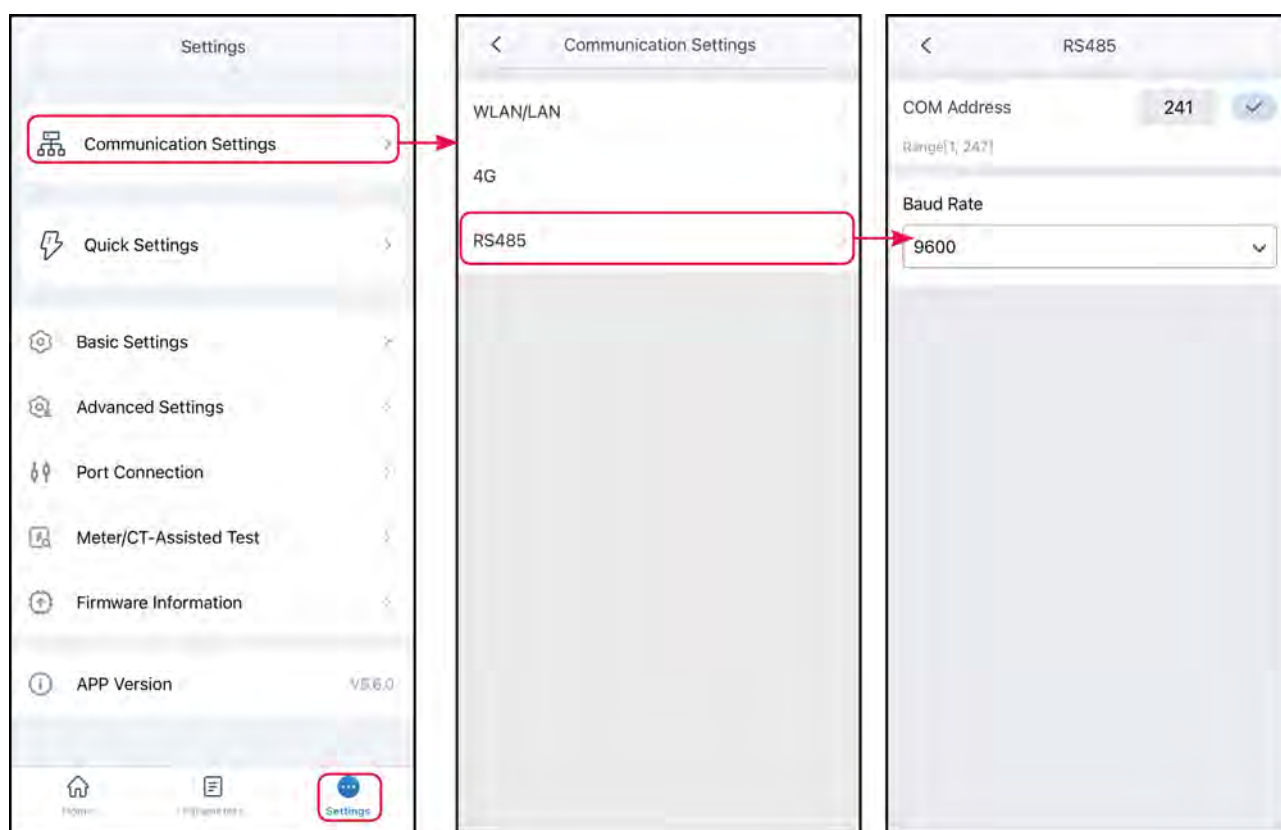 Settings
Communication Settings
Quick Settings
Basic Settings
Advanced Settings
Port Connection
Meter/CT-Assisted Test
Firmware Information
APP Version V5.6.0
Home
Parameters
Settings
Communication Settings
WLAN/LAN
4G
RS485
RS485
COM Address 241
Range[1, 247]
Baud Rate
9600